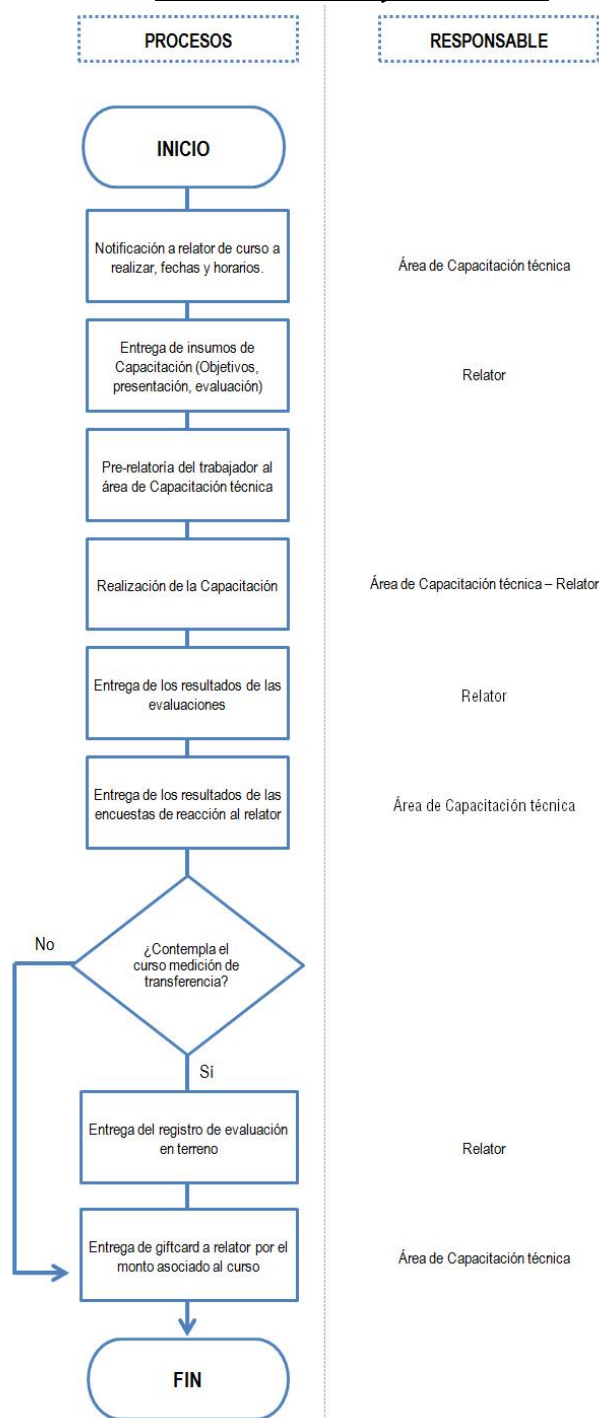 PROCESOS
RESPONSABLE
INICIO
Notificación a relator de curso a
realizar, fechas y horarios.
Área de Capacitación técnica
Entrega de insumos de
Capacitación (Objetivos,
presentación, evaluación)
Relator
Pre-relatoría del trabajador al
área de Capacitación técnica
Realización de la Capacitación
Área de Capacitación técnica – Relator
Entrega de los resultados de las
evaluaciones
Relator
Entrega de los resultados de las
encuestas de reacción al relator
Área de Capacitación técnica
No
¿Contempla el
curso medición de
transferencia?
Sí
Entrega del registro de evaluación
en terreno
Relator
Entrega de giftcard a relator por el
monto asociado al curso
Área de Capacitación técnica
FIN